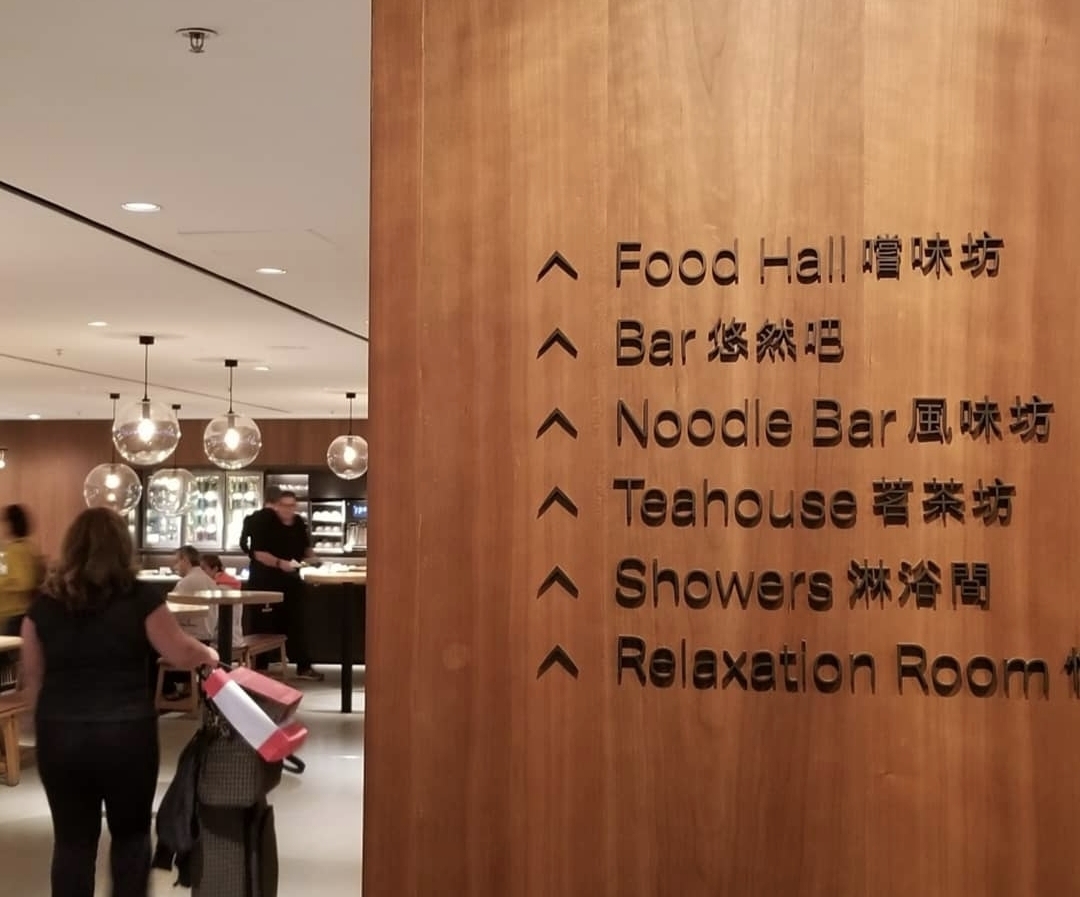 Food Hall 嚐味坊
Bar 悠然吧
Noodle Bar 風味坊
Teahouse 茗茶坊
Showers 淋浴間
Relaxation Room